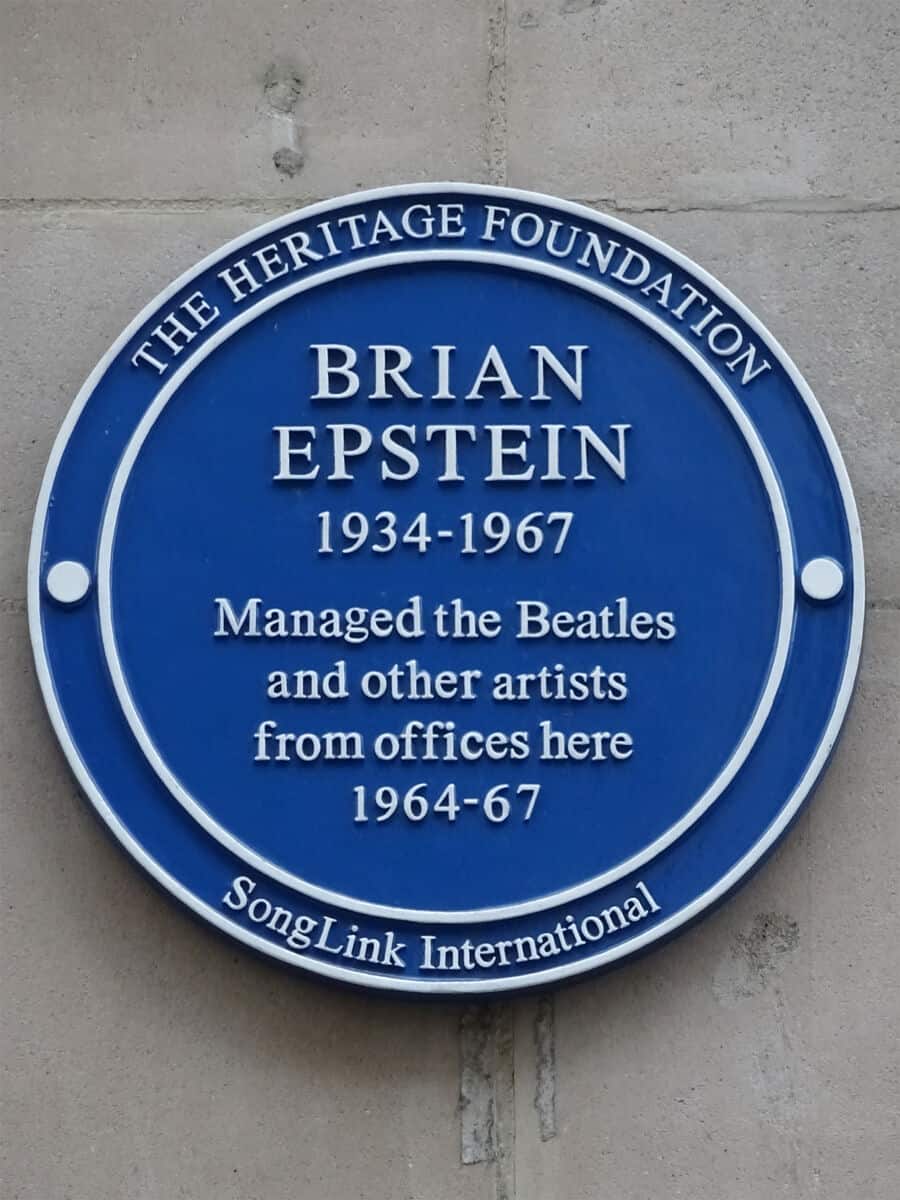 THE HERITAGE FOUNDATION
BRIAN
EPSTEIN
1934-1967
Managed the Beatles
and other artists
from offices here
1964-67
SongLink International